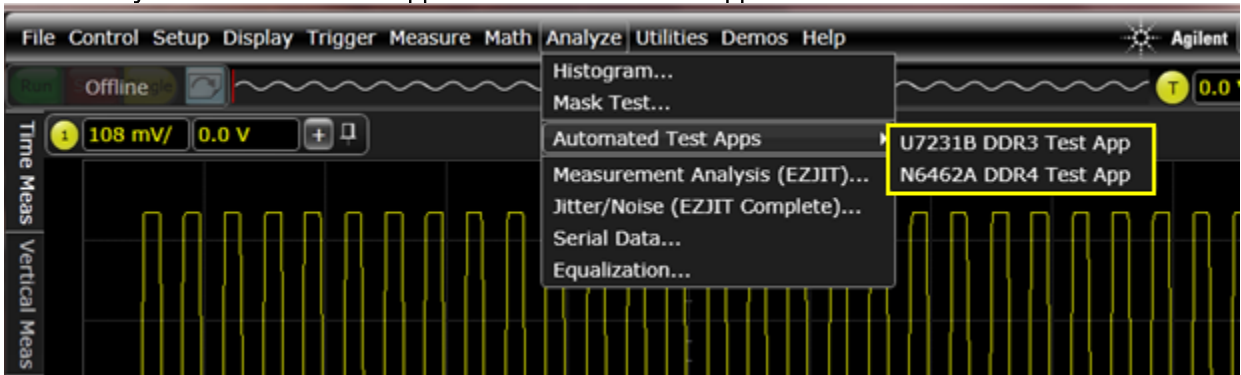 File Control Setup Display Trigger Measure Math Analyze Utilities Demos Help Agilent
Offline
T 0.0
1 108 mV/ 0.0 V +
Histogram...
Mask Test...
Automated Test Apps
U7231B DDR3 Test App
N6462A DDR4 Test App
Measurement Analysis (EZJIT)...
Jitter/Noise (EZJIT Complete)...
Serial Data...
Equalization...
Time Meas
Vertical Meas